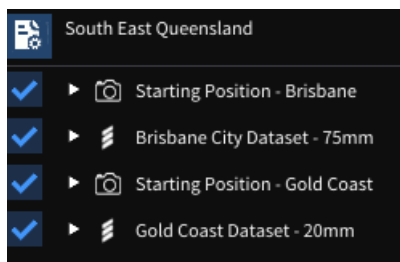 South East Queensland
Starting Position - Brisbane
Brisbane City Dataset - 75mm
Starting Position - Gold Coast
Gold Coast Dataset - 20mm